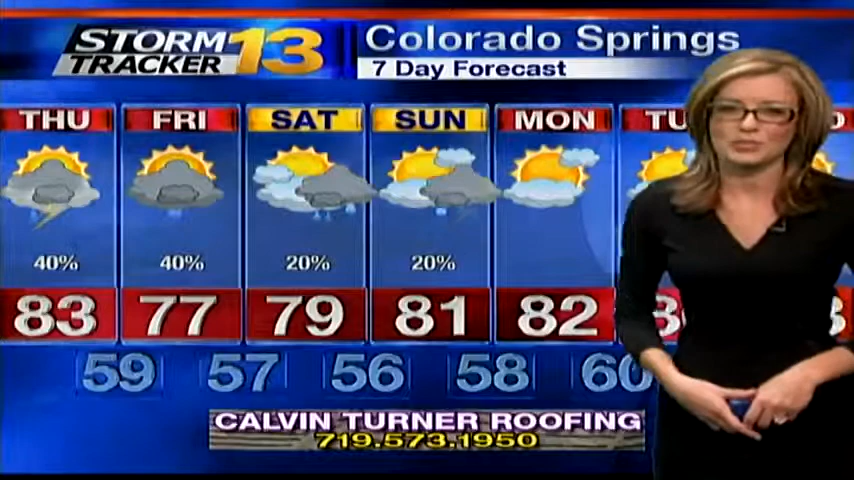 STORM 13
TRACKER
Colorado Springs
7 Day Forecast
THU FRI SAT SUN MON TU
40% 40% 20% 20%
83 77 79 81 82
59 57 56 58 60
CALVIN TURNER ROOFING
719.573.1950